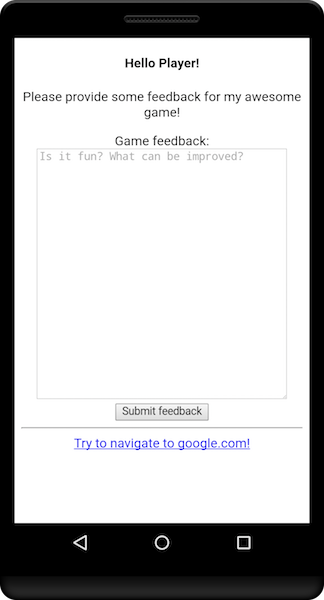 Hello Player!
Please provide some feedback for my awesome
game!
Game feedback:
Is it fun? What can be improved?
Submit feedback
Try to navigate to google.com!